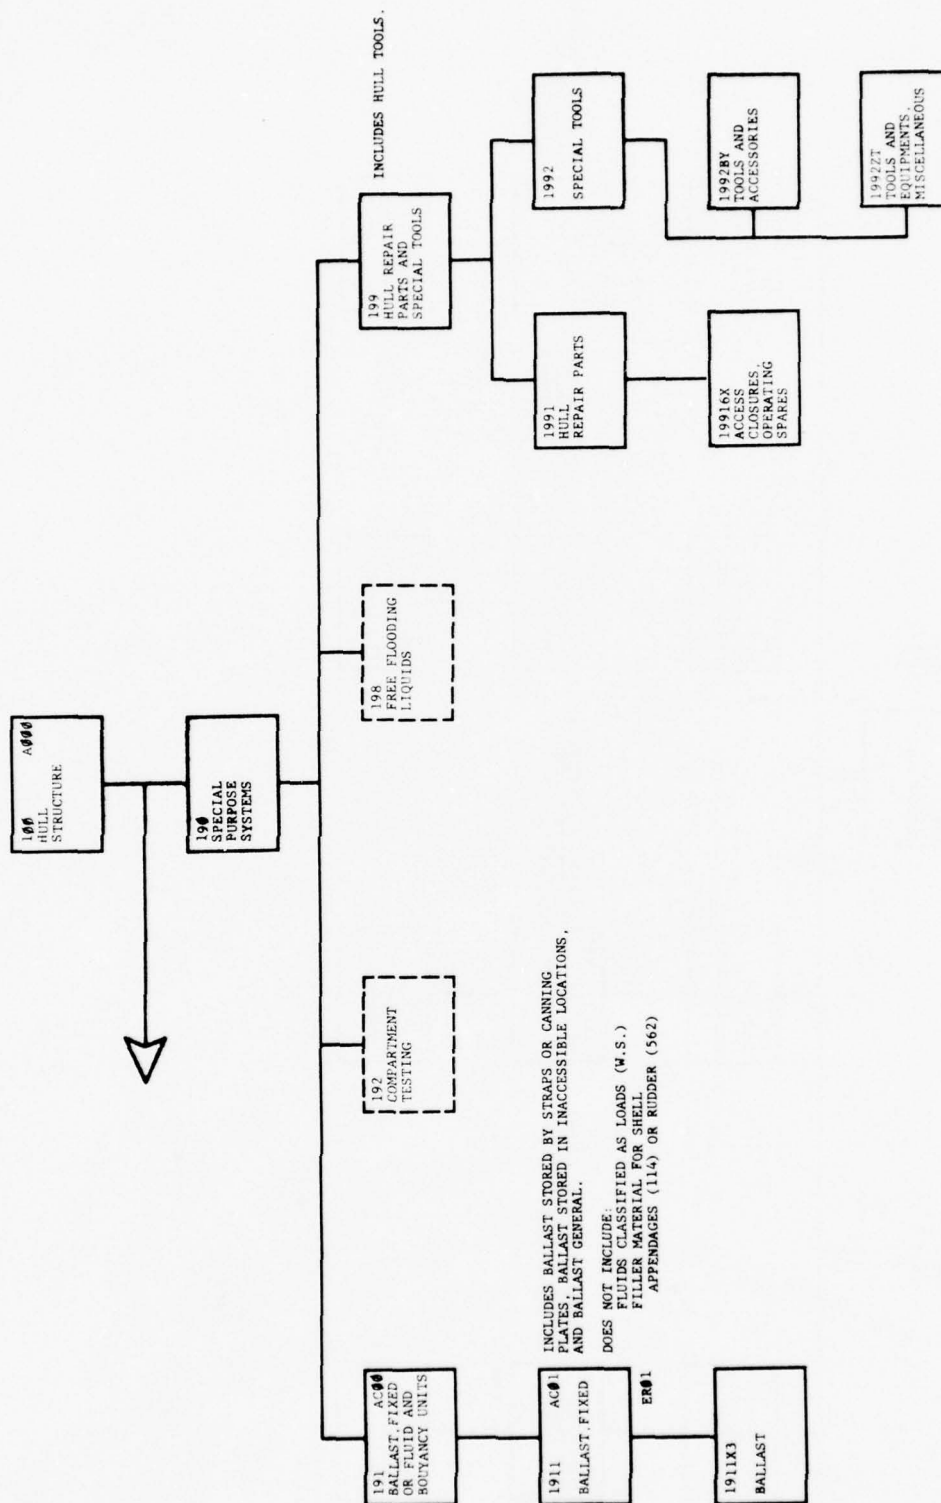 100 A000
HULL
STRUCTURE
190
SPECIAL
PURPOSE
SYSTEMS
191 AC00
BALLAST,FIXED
OR FLUID AND
BOUYANCY UNITS
192
COMPARTMENT
TESTING
198
FREE FLOODING
LIQUIDS
199
HULL REPAIR
PARTS AND
SPECIAL TOOLS
INCLUDES HULL TOOLS.
1911 AC01
BALLAST,FIXED
ER01
INCLUDES BALLAST STORED BY STRAPS OR CANNING
PLATES, BALLAST STORED IN INACCESSIBLE LOCATIONS,
AND BALLAST GENERAL.
DOES NOT INCLUDE:
FLUIDS CLASSIFIED AS LOADS (W.S.)
FILLER MATERIAL FOR SHELL
APPENDAGES (114) OR RUDDER (562)
1991
HULL
REPAIR PARTS
1992
SPECIAL TOOLS
1911X3
BALLAST
19916X
ACCESS
CLOSURES,
OPERATING
SPARES
1992BY
TOOLS AND
ACCESSORIES
1992ZT
TOOLS AND
EQUIPMENTS,
MISCELLANEOUS